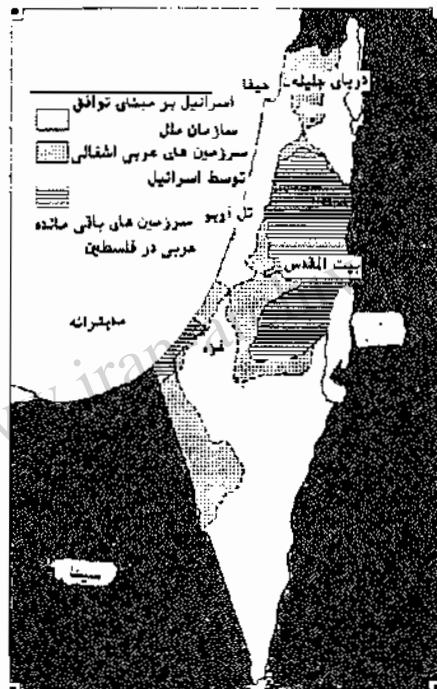 دریای جلیله
حیفا
اسرائیل بر مبنای توافق
سازمان ملل
سرزمین های عربی اشغالی
توسط اسرائیل
تل آویو
سرزمین های باقی مانده
عربی در فلسطین
بیت المقدس
مدیترانه
غزه
سینا